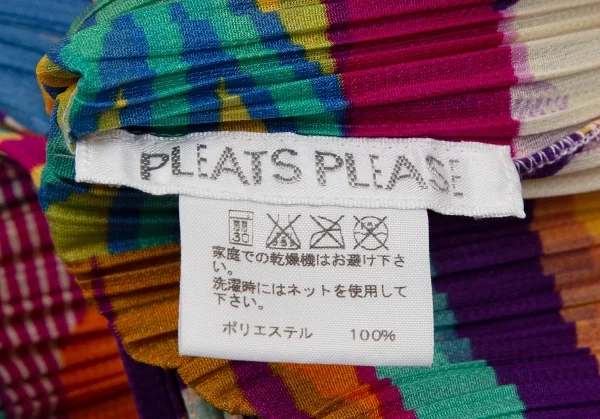 PLEATS PLEASE
弱 30
家庭での乾燥機はお避け下さ
い。
洗濯時にはネットを使用して
下さい。
ポリエステル 100%